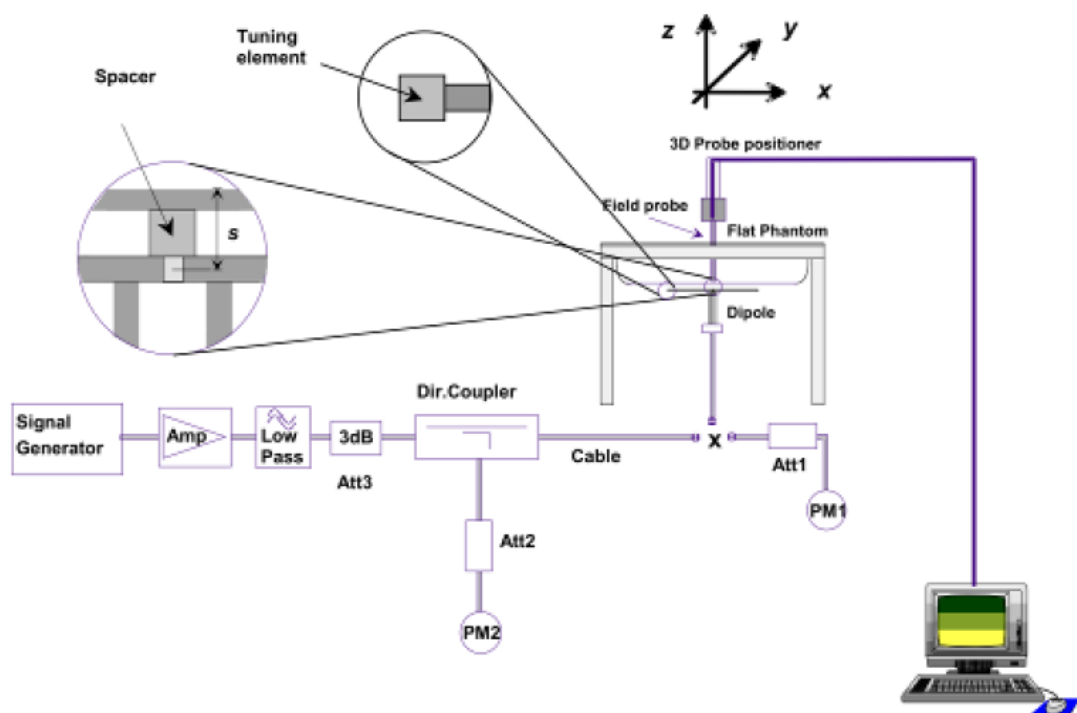 Tuning
element
Spacer
s
z
y
x
3D Probe positioner
Field probe
Flat Phantom
Dipole
Dir.Coupler
Signal
Generator
Amp
Low
Pass
3dB
Att3
Cable
x
Att1
PM1
Att2
PM2